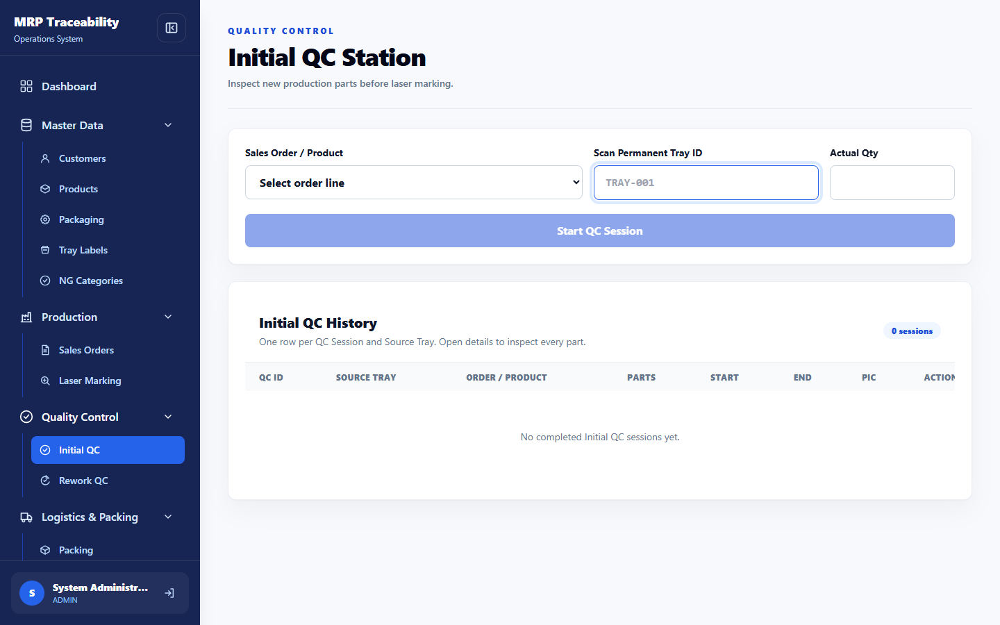 MRP Traceability
Operations System
Dashboard
Master Data
Customers
Products
Packaging
Tray Labels
NG Categories
Production
Sales Orders
Laser Marking
Quality Control
Initial QC
Rework QC
Logistics & Packing
Packing
S
System Administr...
ADMIN
QUALITY CONTROL
Initial QC Station
Inspect new production parts before laser marking.
Sales Order / Product
Scan Permanent Tray ID
Actual Qty
Select order line
TRAY-001
Start QC Session
Initial QC History
One row per QC Session and Source Tray. Open details to inspect every part.
0 sessions
QC ID SOURCE TRAY ORDER / PRODUCT PARTS START END PIC ACTION
No completed Initial QC sessions yet.